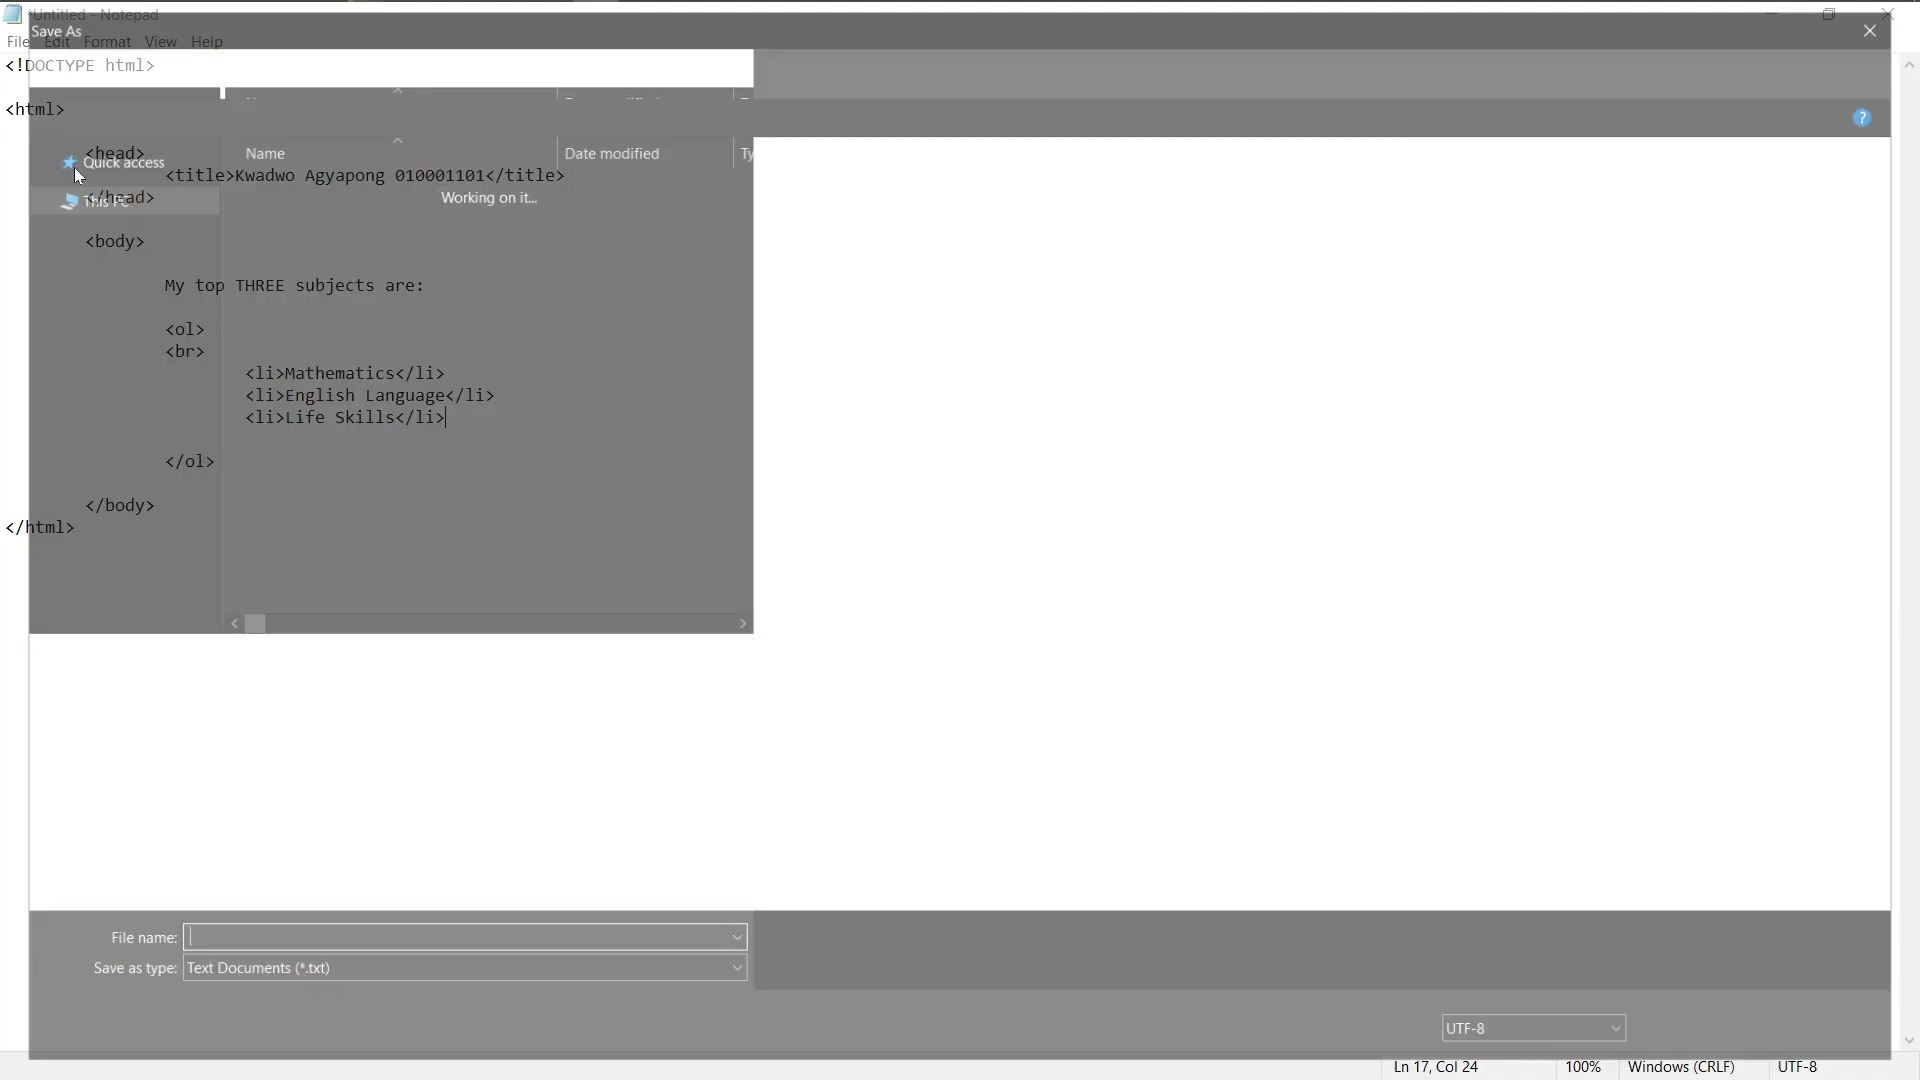 *Untitled - Notepad
Save As
File Edit Format View Help
<!DOCTYPE html>
<html>
?
<head>
Quick access
Name
Date modified
Ty
<title>Kwadwo Agyapong 010001101</title>
</head>
This PC
Working on it...
<body>
My top THREE subjects are:
<ol>
<br>
<li>Mathematics</li>
<li>English Language</li>
<li>Life Skills</li>
</ol>
</body>
</html>
File name:
Save as type: Text Documents (*.txt)
UTF-8
Ln 17, Col 24 100% Windows (CRLF) UTF-8